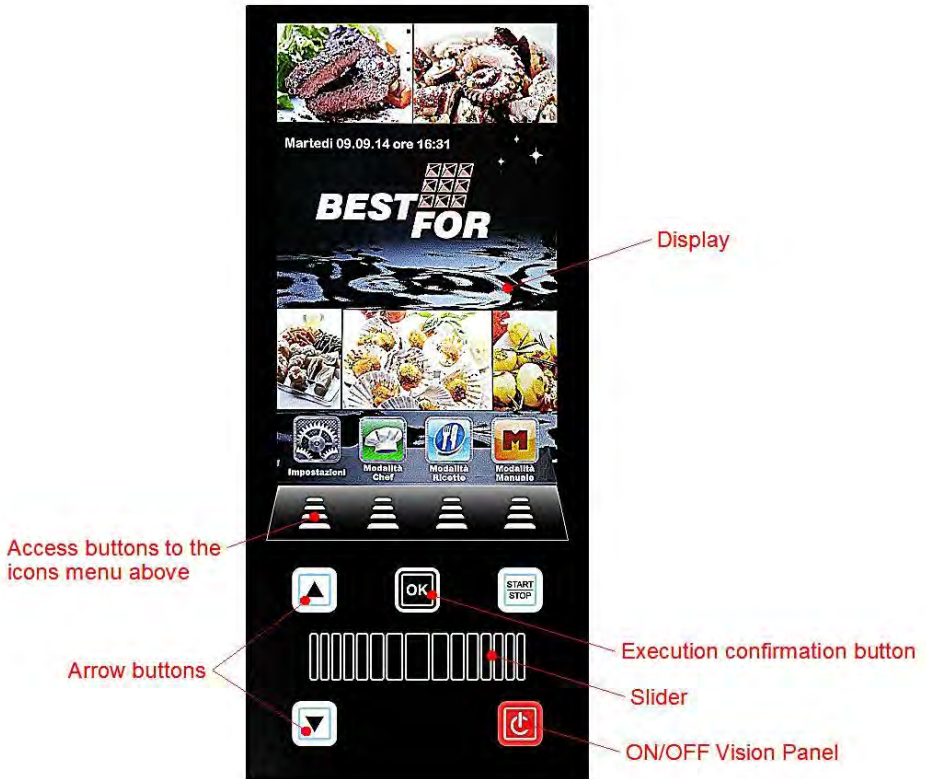 Martedì 09.09.14 ore 16:31
BEST
FOR
Display
Impostazioni
Modalità
Chef
Modalità
Ricette
M
Modalità
Manuale
Access buttons to the
icons menu above
OK
START
STOP
Arrow buttons
Execution confirmation button
Slider
ON/OFF Vision Panel